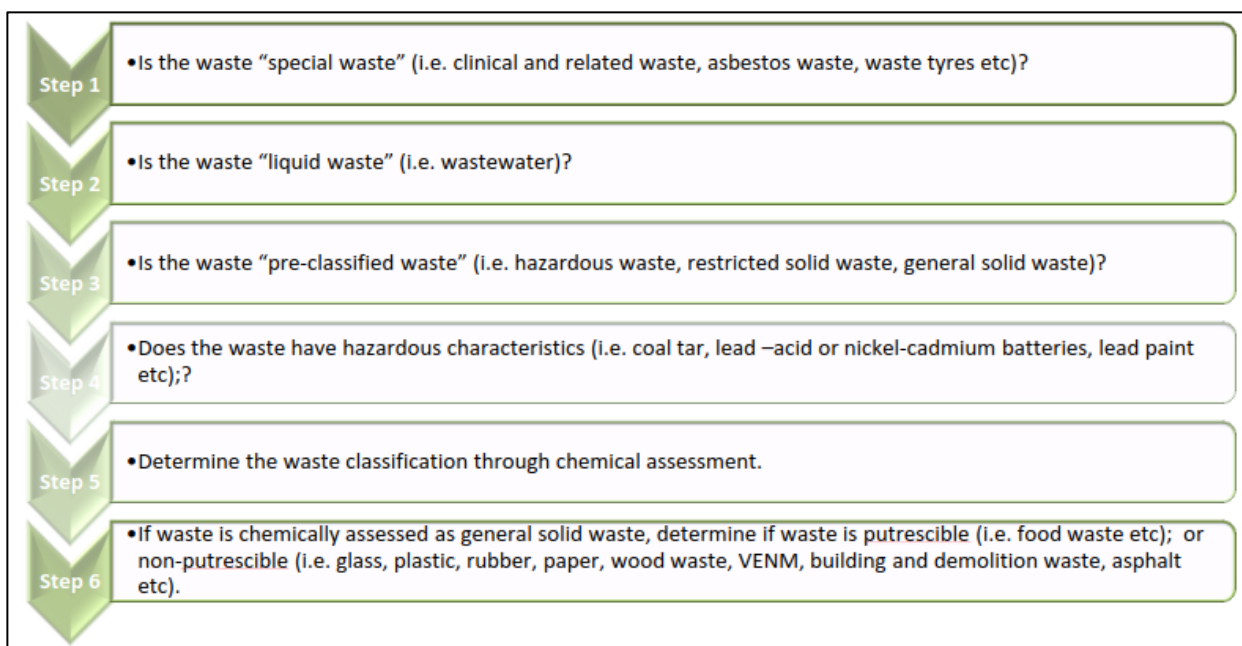 Step 1
•Is the waste “special waste” (i.e. clinical and related waste, asbestos waste, waste tyres etc)?
Step 2
•Is the waste “liquid waste” (i.e. wastewater)?
Step 3
•Is the waste “pre-classified waste” (i.e. hazardous waste, restricted solid waste, general solid waste)?
Step 4
•Does the waste have hazardous characteristics (i.e. coal tar, lead –acid or nickel-cadmium batteries, lead paint
etc);?
Step 5
•Determine the waste classification through chemical assessment.
Step 6
•If waste is chemically assessed as general solid waste, determine if waste is putrescible (i.e. food waste etc);  or
non-putrescible (i.e. glass, plastic, rubber, paper, wood waste, VENM, building and demolition waste, asphalt
etc).